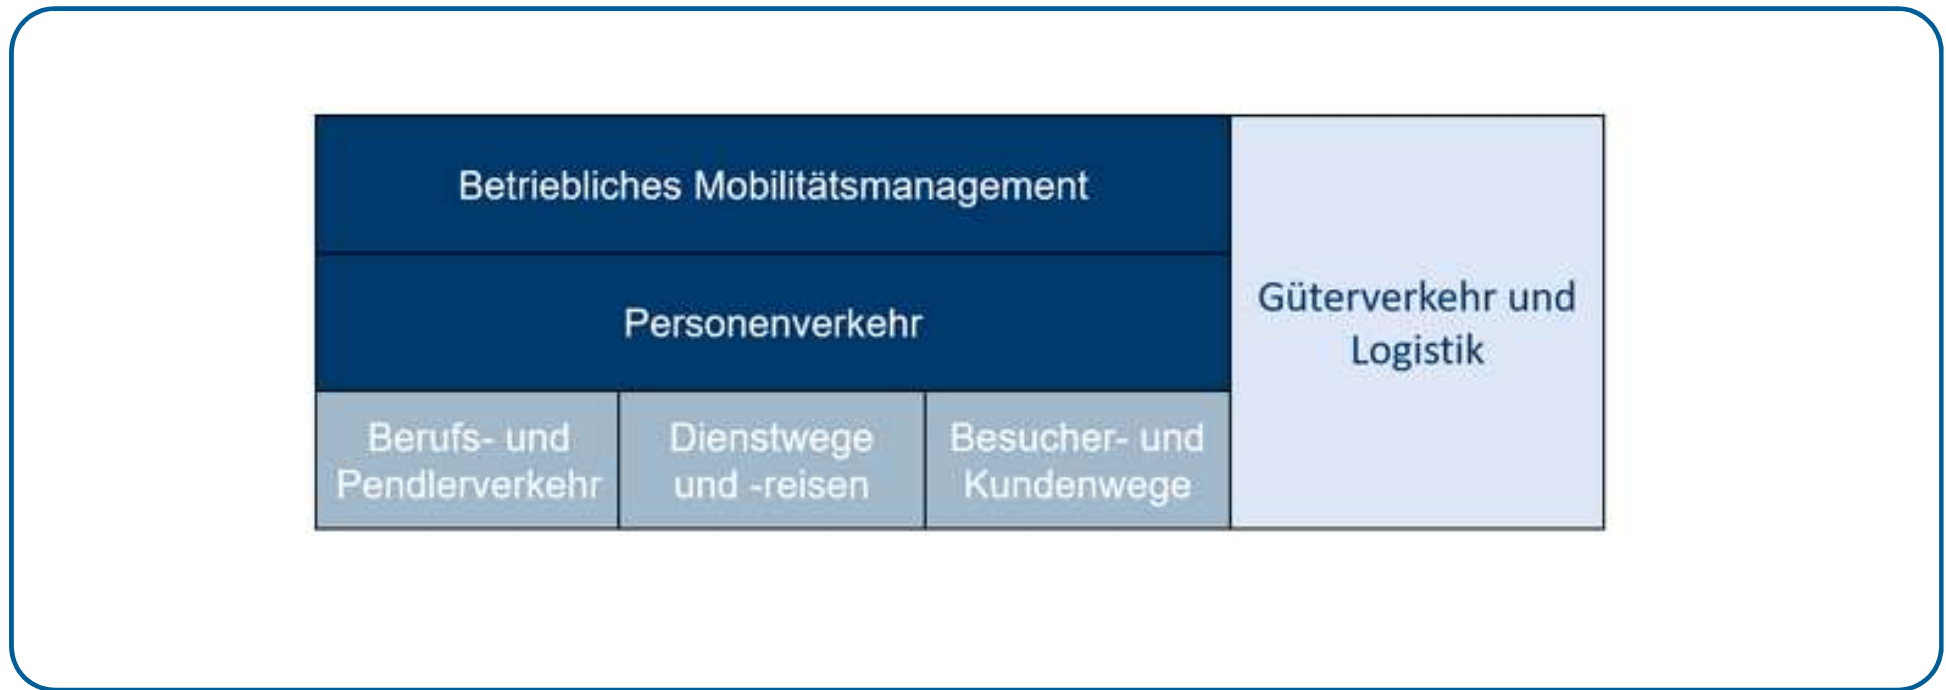 Betriebliches Mobilitätsmanagement
Personenverkehr
Berufs- und
Pendlerverkehr
Dienstwege
und -reisen
Besucher- und
Kundenwege
Güterverkehr und
Logistik